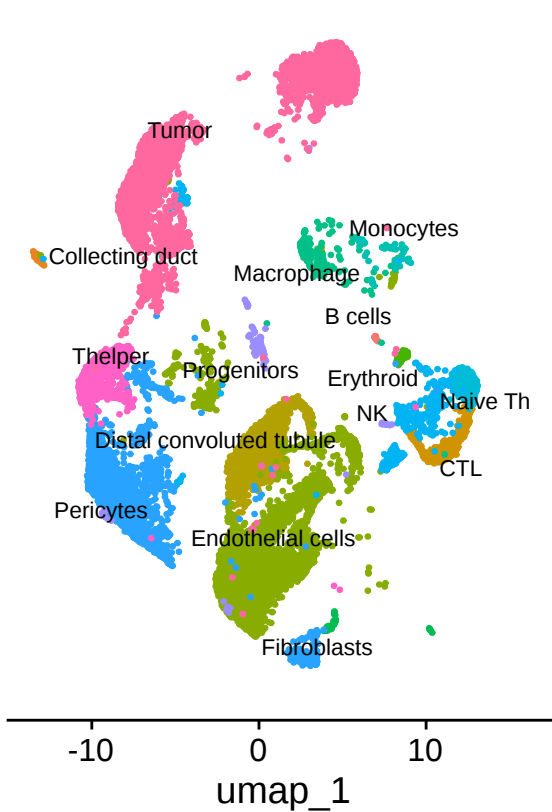 Tumor
Monocytes
Collecting duct
Macrophage
B cells
Thelper
Progenitors
Erythroid
Naive Th
NK
Distal convoluted tubule
CTL
Pericytes
Endothelial cells
Fibroblasts
-10 0 10
umap_1